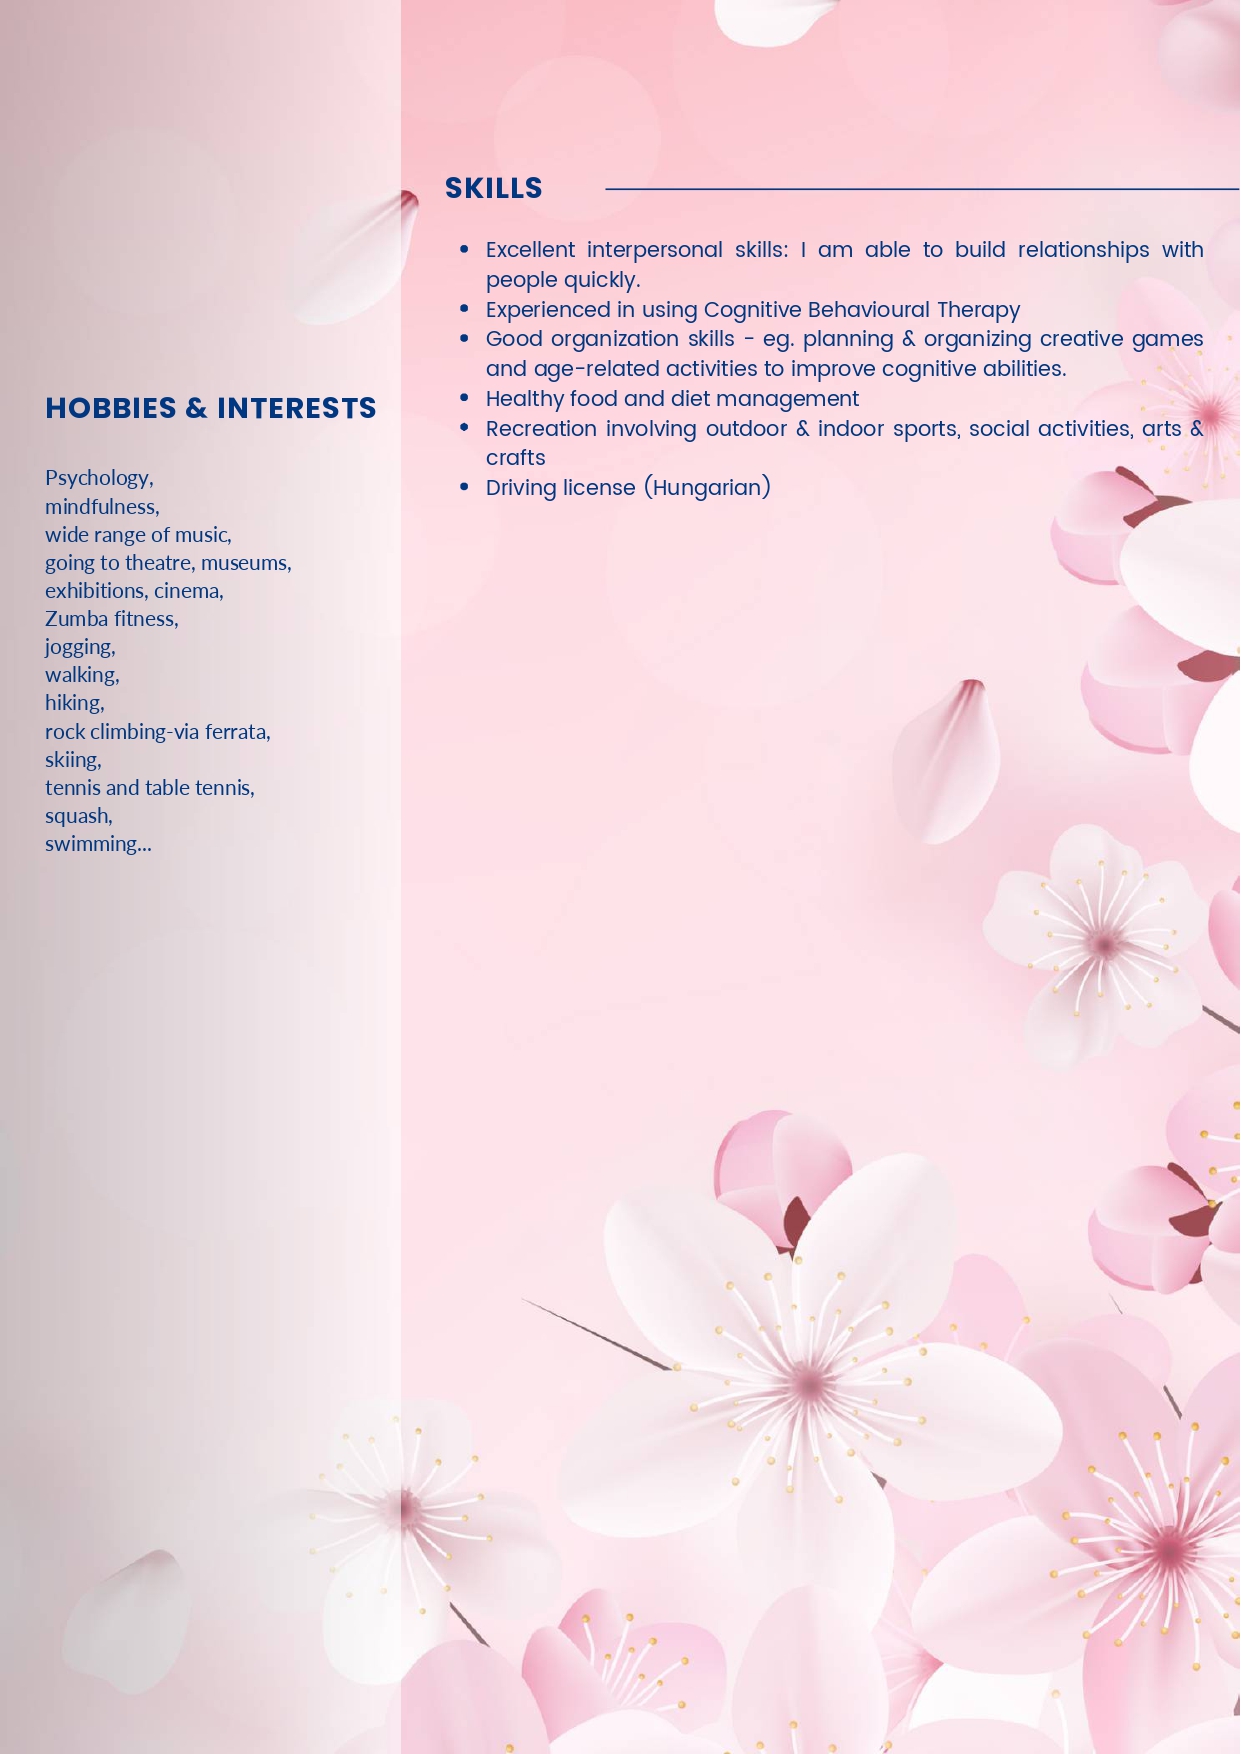 SKILLS
• Excellent interpersonal skills: I am able to build relationships with
people quickly.
• Experienced in using Cognitive Behavioural Therapy
• Good organization skills - eg. planning & organizing creative games
and age-related activities to improve cognitive abilities.
• Healthy food and diet management
• Recreation involving outdoor & indoor sports, social activities, arts &
crafts
• Driving license (Hungarian)
HOBBIES & INTERESTS
Psychology,
mindfulness,
wide range of music,
going to theatre, museums,
exhibitions, cinema,
Zumba fitness,
jogging,
walking,
hiking,
rock climbing-via ferrata,
skiing,
tennis and table tennis,
squash,
swimming...